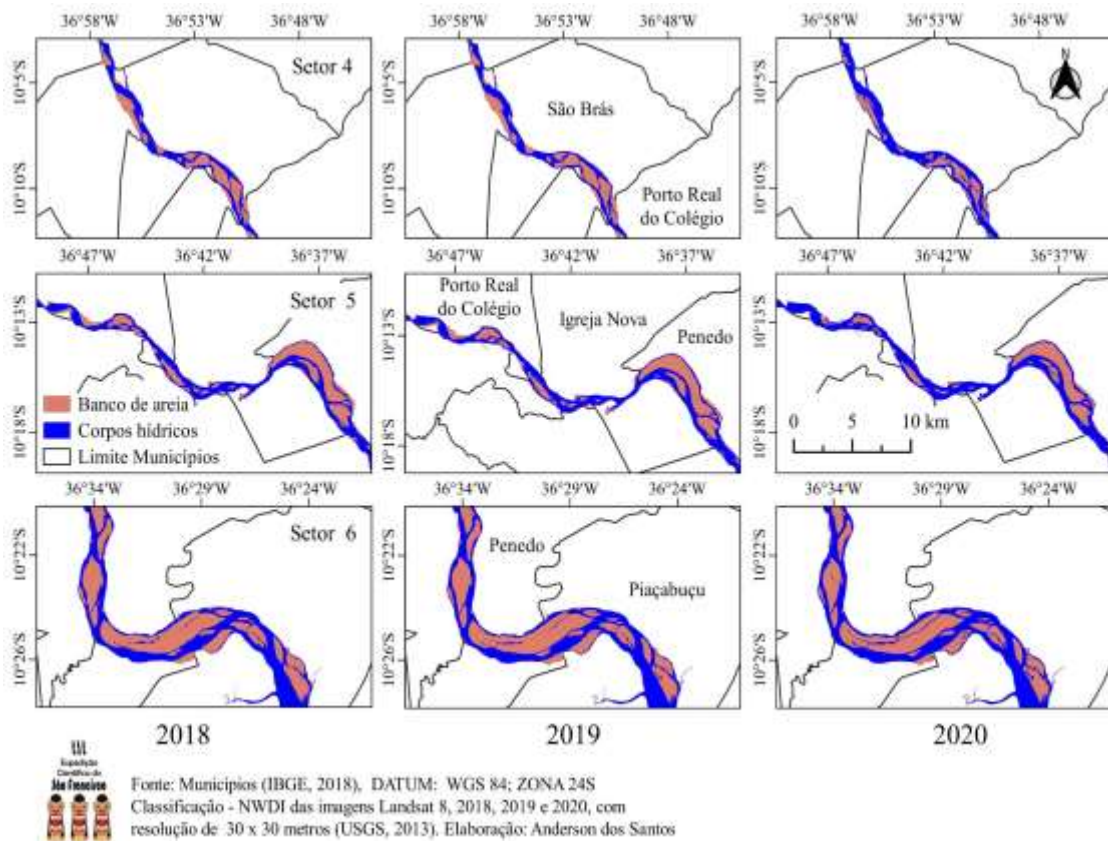 36°58'W 36°53'W 36°48'W
36°58'W 36°53'W 36°48'W
36°58'W 36°53'W 36°48'W
10°5'S
10°10'S
Setor 4
10°5'S
10°10'S
São Brás
Porto Real
do Colégio
10°5'S
10°10'S
N
36°47'W 36°42'W 36°37'W
36°47'W 36°42'W 36°37'W
36°47'W 36°42'W 36°37'W
10°13'S
10°18'S
Setor 5
Banco de areia
Corpos hídricos
Limite Municípios
10°13'S
10°18'S
Porto Real
do Colégio
Igreja Nova
Penedo
10°13'S
10°18'S
0 5 10 km
36°34'W 36°29'W 36°24'W
36°34'W 36°29'W 36°24'W
36°34'W 36°29'W 36°24'W
10°22'S
10°26'S
Setor 6
10°22'S
10°26'S
Penedo
Piaçabuçu
10°22'S
10°26'S
2018
2019
2020
Expedição
Científica do
São Francisco
Fonte: Municípios (IBGE, 2018), DATUM: WGS 84; ZONA 24S
Classificação - NWDI das imagens Landsat 8, 2018, 2019 e 2020, com
resolução de 30 x 30 metros (USGS, 2013). Elaboração: Anderson dos Santos